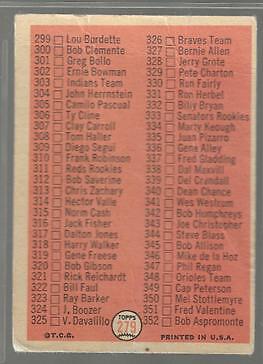 299 Lou Burdette
300 Bob Clemente
301 Greg Bollo
302 Ernie Bowman
303 Indians Team
304 John Herrnstein
305 Camilo Pascual
306 Ty Cline
307 Clay Carroll
308 Tom Haller
309 Diego Segui
310 Frank Robinson
311 Reds Rookies
312 Bob Saverine
313 Chris Zachary
314 Hector Valle
315 Norm Cash
316 Jack Fisher
317 Dalton Jones
318 Harry Walker
319 Gene Freese
320 Bob Gibson
321 Rick Reichardt
322 Bill Faul
323 Ray Barker
324 J. Boozer
325 V. Davalillo
326 Braves Team
327 Bernie Allen
328 Jerry Grote
329 Pete Charton
330 Ron Fairly
331 Ron Herbel
332 Billy Bryan
333 Senators Rookies
334 Marty Keough
335 Juan Pizarro
336 Gene Alley
337 Fred Gladding
338 Dal Maxvill
339 Del Crandall
340 Dean Chance
341 Wes Westrum
342 Bob Humphreys
343 Joe Christopher
344 Steve Blass
345 Bob Allison
346 Mike de la Hoz
347 Phil Regan
348 Orioles Team
349 Cap Peterson
350 Mel Stottlemyre
351 Fred Valentine
352 Bob Aspromonte
©T.C.G.
TOPPS
279
PRINTED IN U.S.A.